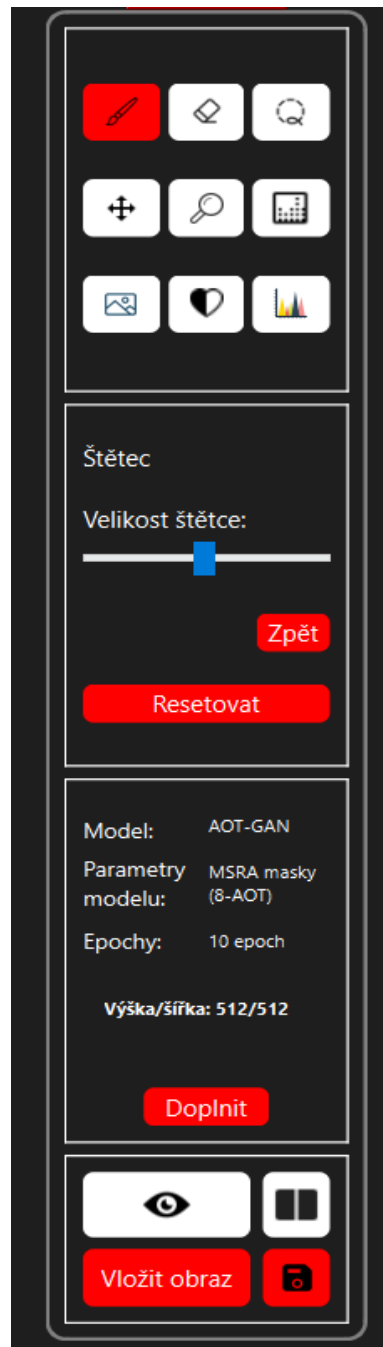 Štětec
Velikost štětce:
Zpět
Resetovat
Model: AOT-GAN
Parametry modelu: MSRA masky (8-AOT)
Epochy: 10 epoch
Výška/šířka: 512/512
Doplnit
Vložit obraz